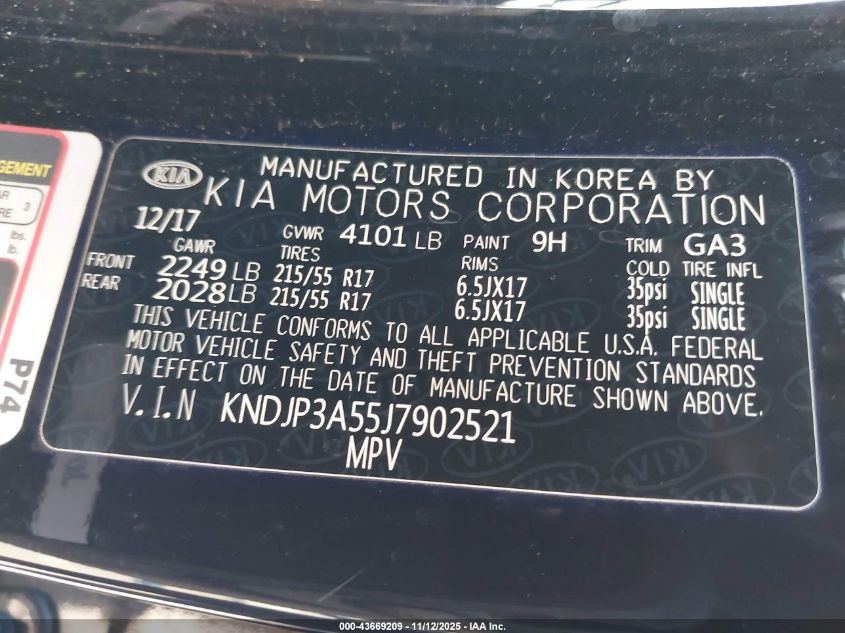 GEMENT
3
lbs.
lb.
P74
KIA MANUFACTURED IN KOREA BY
KIA MOTORS CORPORATION
12/17 GVWR 4101 LB PAINT 9H TRIM GA3
GAWR TIRES RIMS COLD TIRE INFL
FRONT 2249 LB 215/55 R17 6.5JX17 35psi SINGLE
REAR 2028 LB 215/55 R17 6.5JX17 35psi SINGLE
THIS VEHICLE CONFORMS TO ALL APPLICABLE U.S.A. FEDERAL
MOTOR VEHICLE SAFETY AND THEFT PREVENTION STANDARDS
IN EFFECT ON THE DATE OF MANUFACTURE SHOWN ABOVE.
V.I.N KNDJP3A55J7902521
MPV
000-43669209 - 11/12/2025 - IAA Inc.